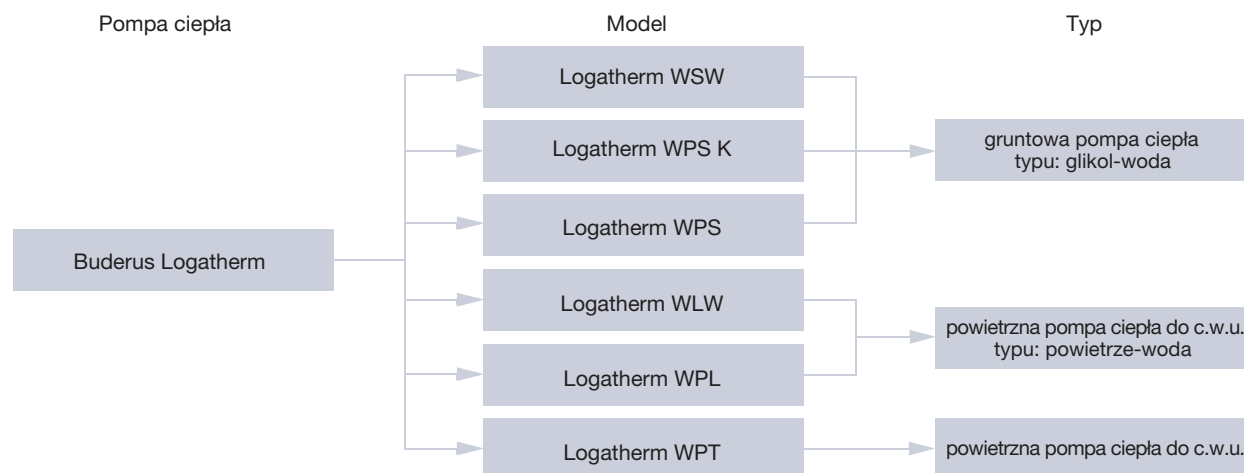 Pompa ciepła
Model
Typ
Logatherm WSW
Logatherm WPS K
gruntowa pompa ciepła
typu: glikol-woda
Logatherm WPS
Buderus Logatherm
Logatherm WLW
powietrzna pompa ciepła do c.w.u.
typu: powietrze-woda
Logatherm WPL
Logatherm WPT
powietrzna pompa ciepła do c.w.u.